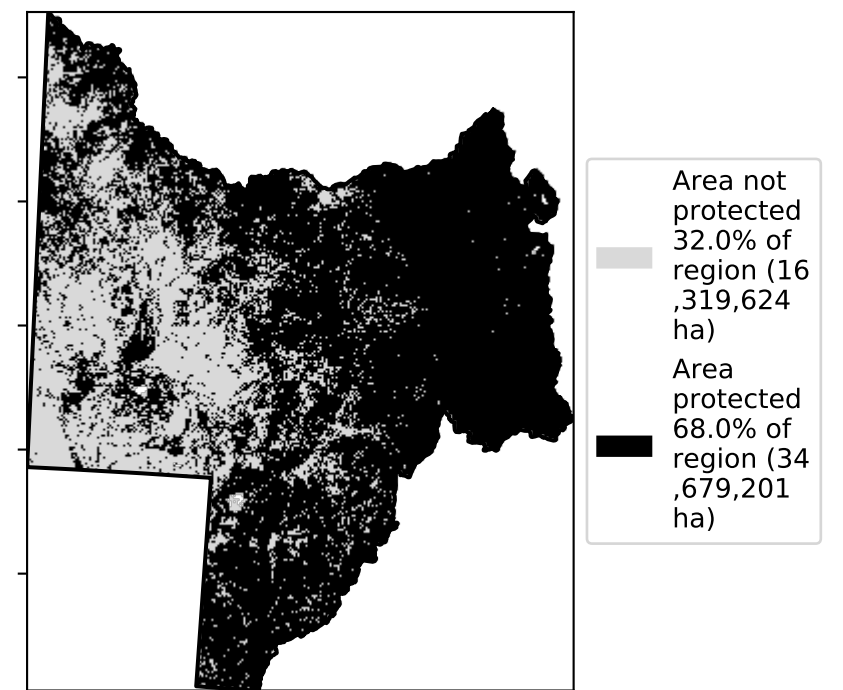 Area not
protected
32.0% of
region (16
,319,624
ha)
Area
protected
68.0% of
region (34
,679,201
ha)